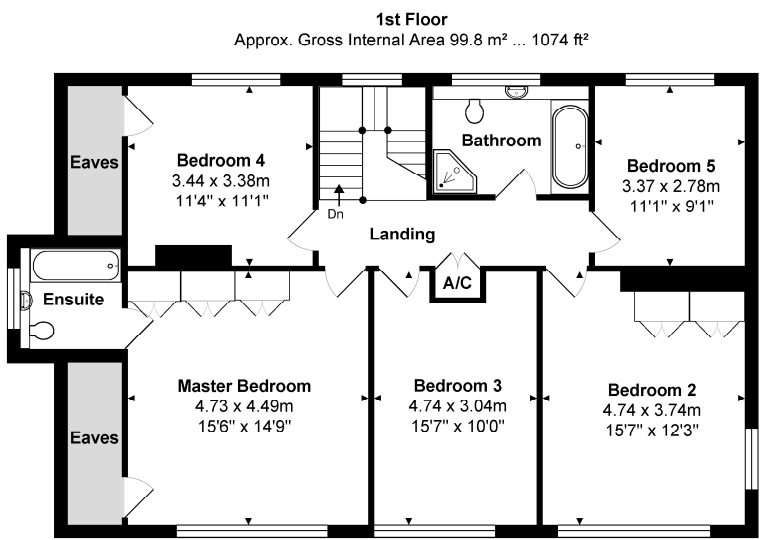 1st Floor
Approx. Gross Internal Area 99.8 m² ... 1074 ft²
Eaves
Bedroom 4
3.44 x 3.38m
11'4" x 11'1"
Dn
Bathroom
Bedroom 5
3.37 x 2.78m
11'1" x 9'1"
Landing
A/C
Ensuite
Master Bedroom
4.73 x 4.49m
15'6" x 14'9"
Bedroom 3
4.74 x 3.04m
15'7" x 10'0"
Bedroom 2
4.74 x 3.74m
15'7" x 12'3"
Eaves